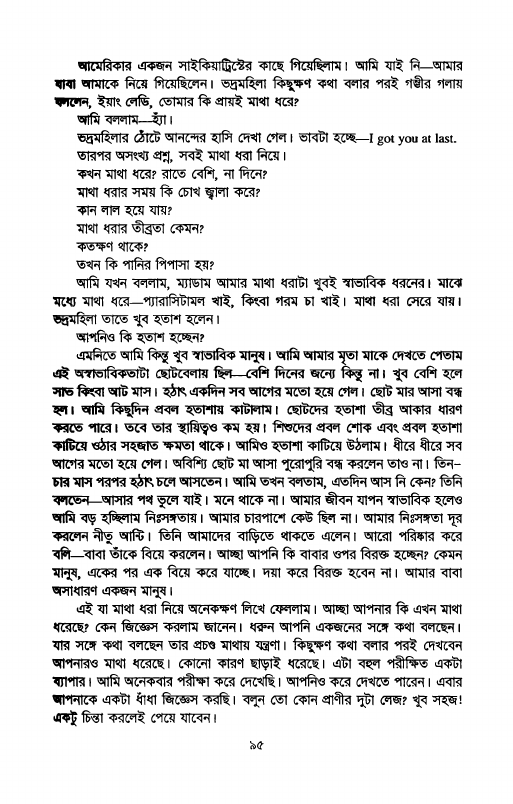 আমেরিকার একজন সাইকিয়াট্রিস্টের কাছে গিয়েছিলাম। আমি যাই নি—আমার
বাবা আমাকে নিয়ে গিয়েছিলেন। ভদ্রমহিলা কিছুক্ষণ কথা বলার পরই গম্ভীর গলায়
বললেন, ইয়াং লেডি, তোমার কি প্রায়ই মাথা ধরে?
আমি বললাম—হ্যাঁ।
ভদ্রমহিলার ঠোঁটে আনন্দের হাসি দেখা গেল। ভাবটা হচ্ছে—I got you at last.
তারপর অসংখ্য প্রশ্ন, সবই মাথা ধরা নিয়ে।
কখন মাথা ধরে? রাতে বেশি, না দিনে?
মাথা ধরার সময় কি চোখ জ্বালা করে?
কান লাল হয়ে যায়?
মাথা ধরার তীব্রতা কেমন?
কতক্ষণ থাকে?
তখন কি পানির পিপাসা হয়?
আমি যখন বললাম, ম্যাডাম আমার মাথা ধরাটা খুবই স্বাভাবিক ধরনের। মাঝে
মধ্যে মাথা ধরে—প্যারাসিটামল খাই, কিংবা গরম চা খাই। মাথা ধরা সেরে যায়।
ভদ্রমহিলা তাতে খুব হতাশ হলেন।
আপনিও কি হতাশ হচ্ছেন?
এমনিতে আমি কিন্তু খুব স্বাভাবিক মানুষ। আমি আমার মৃতা মাকে দেখতে পেতাম
এই অস্বাভাবিকতাটা ছোটবেলায় ছিল—বেশি দিনের জন্যে কিন্তু না। খুব বেশি হলে
সাত কিংবা আট মাস। হঠাৎ একদিন সব আগের মতো হয়ে গেল। ছোট মার আসা বন্ধ
হল। আমি কিছুদিন প্রবল হতাশায় কাটালাম। ছোটদের হতাশা তীব্র আকার ধারণ
করতে পারে। তবে তার স্থায়িত্বও কম হয়। শিশুদের প্রবল শোক এবং প্রবল হতাশা
কাটিয়ে ওঠার সহজাত ক্ষমতা থাকে। আমিও হতাশা কাটিয়ে উঠলাম। ধীরে ধীরে সব
আগের মতো হয়ে গেল। অবিশ্যি ছোট মা আসা পুরোপুরি বন্ধ করলেন তাও না। তিন-
চার মাস পরপর হঠাৎ চলে আসতেন। আমি তখন বলতাম, এতদিন আস নি কেন? তিনি
বলতেন—আসার পথ ভুলে যাই। মনে থাকে না। আমার জীবন যাপন স্বাভাবিক হলেও
আমি বড় হচ্ছিলাম নিঃসঙ্গতায়। আমার চারপাশে কেউ ছিল না। আমার নিঃসঙ্গতা দূর
করলেন নীতু আন্টি। তিনি আমাদের বাড়িতে থাকতে এলেন। আরো পরিষ্কার করে
বলি—বাবা তাঁকে বিয়ে করলেন। আচ্ছা আপনি কি বাবার ওপর বিরক্ত হচ্ছেন? কেমন
মানুষ, একের পর এক বিয়ে করে যাচ্ছে। দয়া করে বিরক্ত হবেন না। আমার বাবা
অসাধারণ একজন মানুষ।
এই যা মাথা ধরা নিয়ে অনেকক্ষণ লিখে ফেললাম। আচ্ছা আপনার কি এখন মাথা
ধরেছে? কেন জিজ্ঞেস করলাম জানেন। ধরুন আপনি একজনের সঙ্গে কথা বলছেন।
যার সঙ্গে কথা বলছেন তার প্রচণ্ড মাথায় যন্ত্রণা। কিছুক্ষণ কথা বলার পরই দেখবেন
আপনারও মাথা ধরেছে। কোনো কারণ ছাড়াই ধরেছে। এটা বহুল পরীক্ষিত একটা
ব্যাপার। আমি অনেকবার পরীক্ষা করে দেখেছি। আপনিও করে দেখতে পারেন। এবার
আপনাকে একটা ধাঁধা জিজ্ঞেস করছি। বলুন তো কোন প্রাণীর দুটা লেজ? খুব সহজ!
একটু চিন্তা করলেই পেয়ে যাবেন।
৯৫